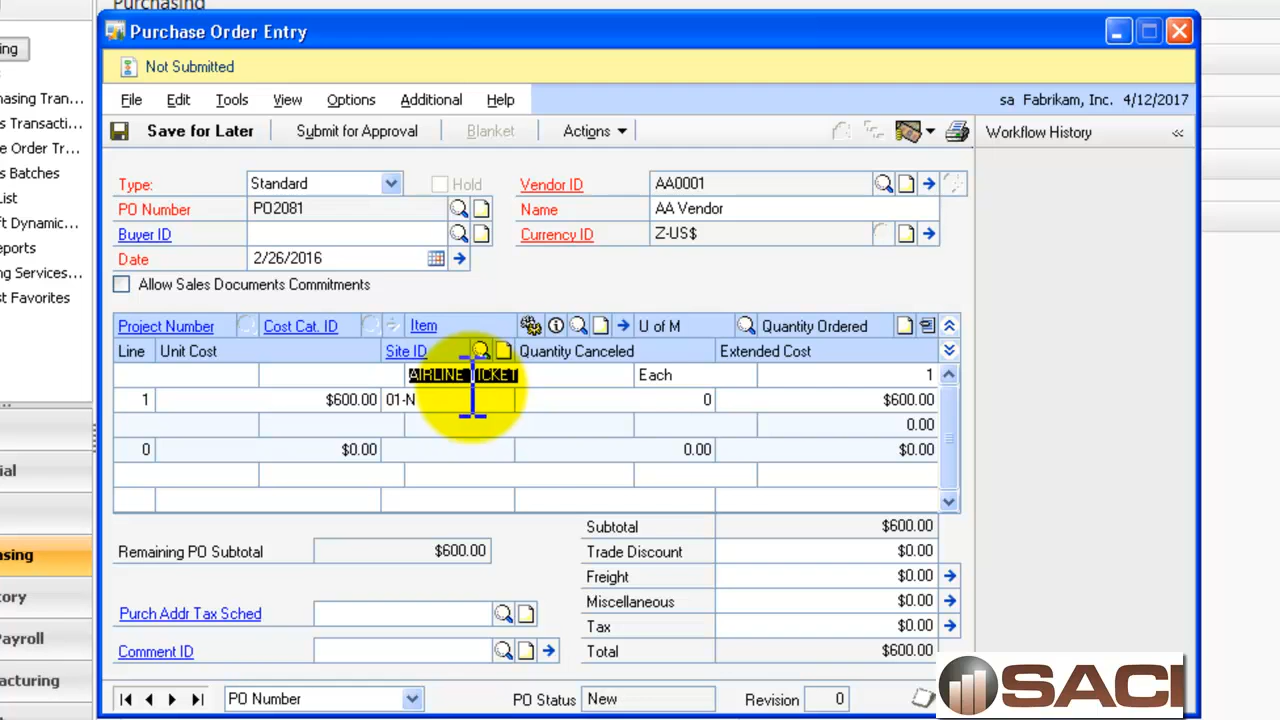 Purchasing
Purchase Order Entry
Not Submitted
File Edit Tools View Options Additional Help
sa Fabrikam, Inc. 4/12/2017
Save for Later Submit for Approval Blanket Actions
Workflow History «
Type: Standard Hold
Vendor ID AA0001
PO Number PO2081
Name AA Vendor
Buyer ID
Currency ID Z-US$
Date 2/26/2016
Allow Sales Documents Commitments
Project Number Cost Cat. ID Item U of M Quantity Ordered
Line Unit Cost Site ID Quantity Canceled Extended Cost
AIRLINE TICKET Each 1
1 $600.00 01-N 0 $600.00
0.00
0 $0.00 0.00 $0.00
Subtotal $600.00
Remaining PO Subtotal $600.00
Trade Discount $0.00
Freight $0.00
Miscellaneous $0.00
Purch Addr Tax Sched
Tax $0.00
Comment ID
Total $600.00
PO Number
PO Status New
Revision 0
ing
hasing Tran...
s Transacti...
e Order Tr...
s Batches
List
ft Dynamic...
eports
ing Services...
st Favorites
ial
asing
ory
Payroll
acturing
SACI